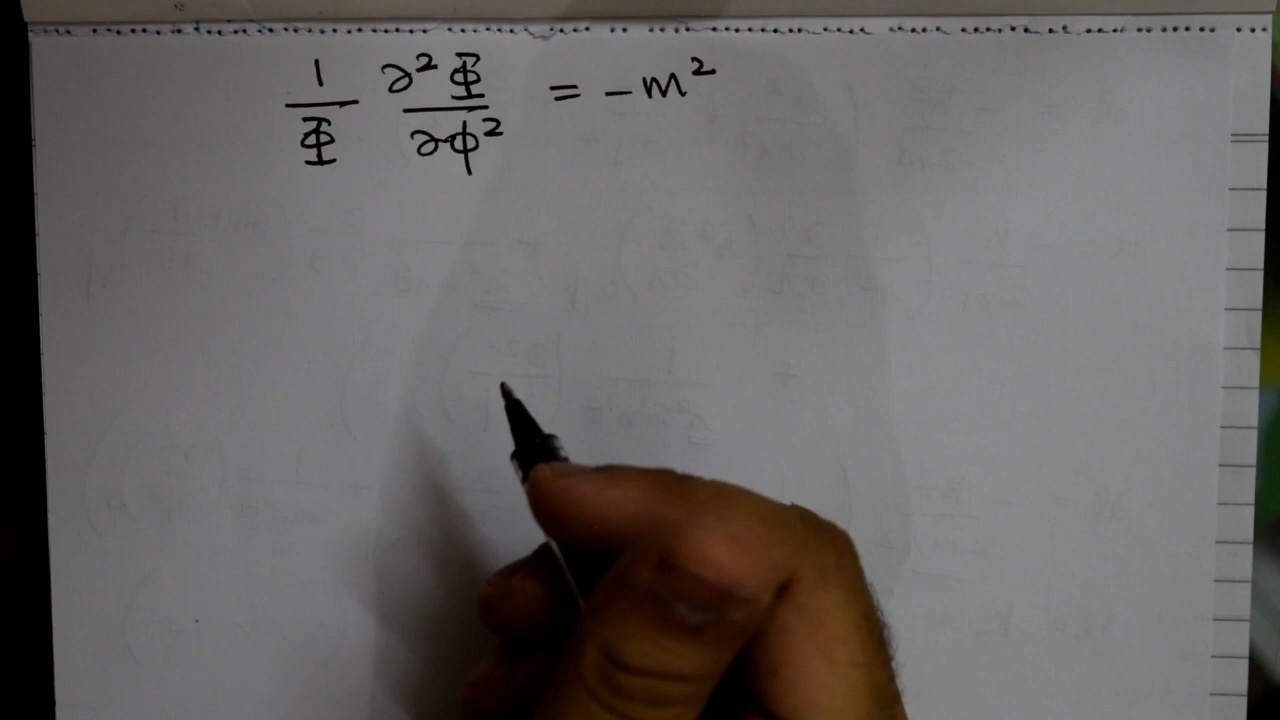 1/Φ ∂²Φ/∂ϕ² = -m²